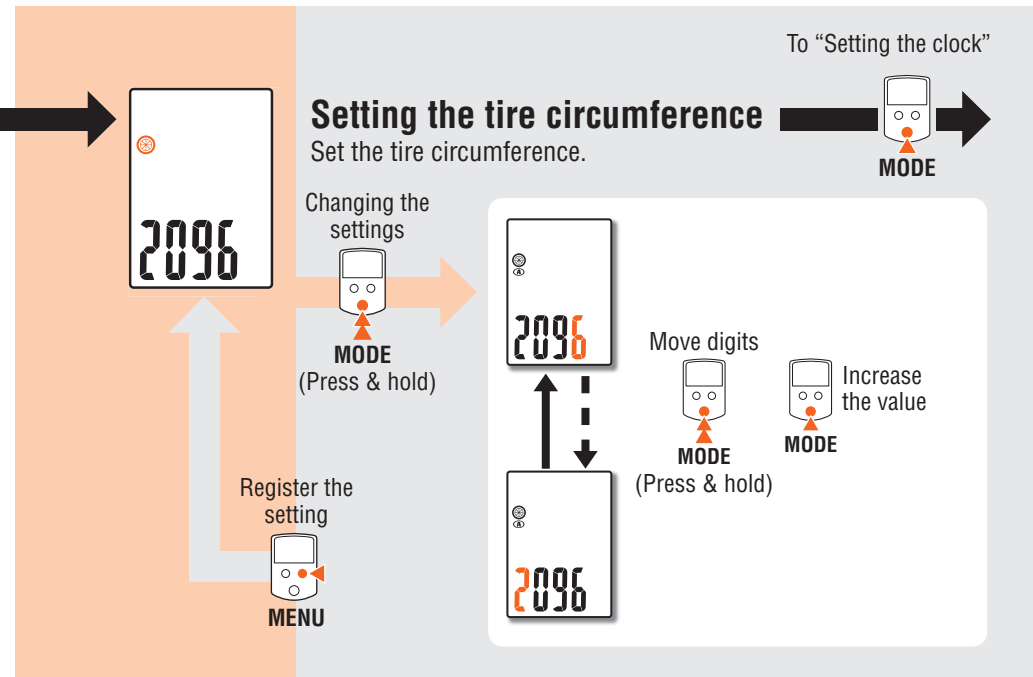 To “Setting the clock”
MODE
Setting the tire circumference
Set the tire circumference.
2096
Changing the
settings
MODE
(Press & hold)
A
2096
Move digits
MODE
(Press & hold)
Increase
the value
MODE
Register the
setting
MENU
A
2096